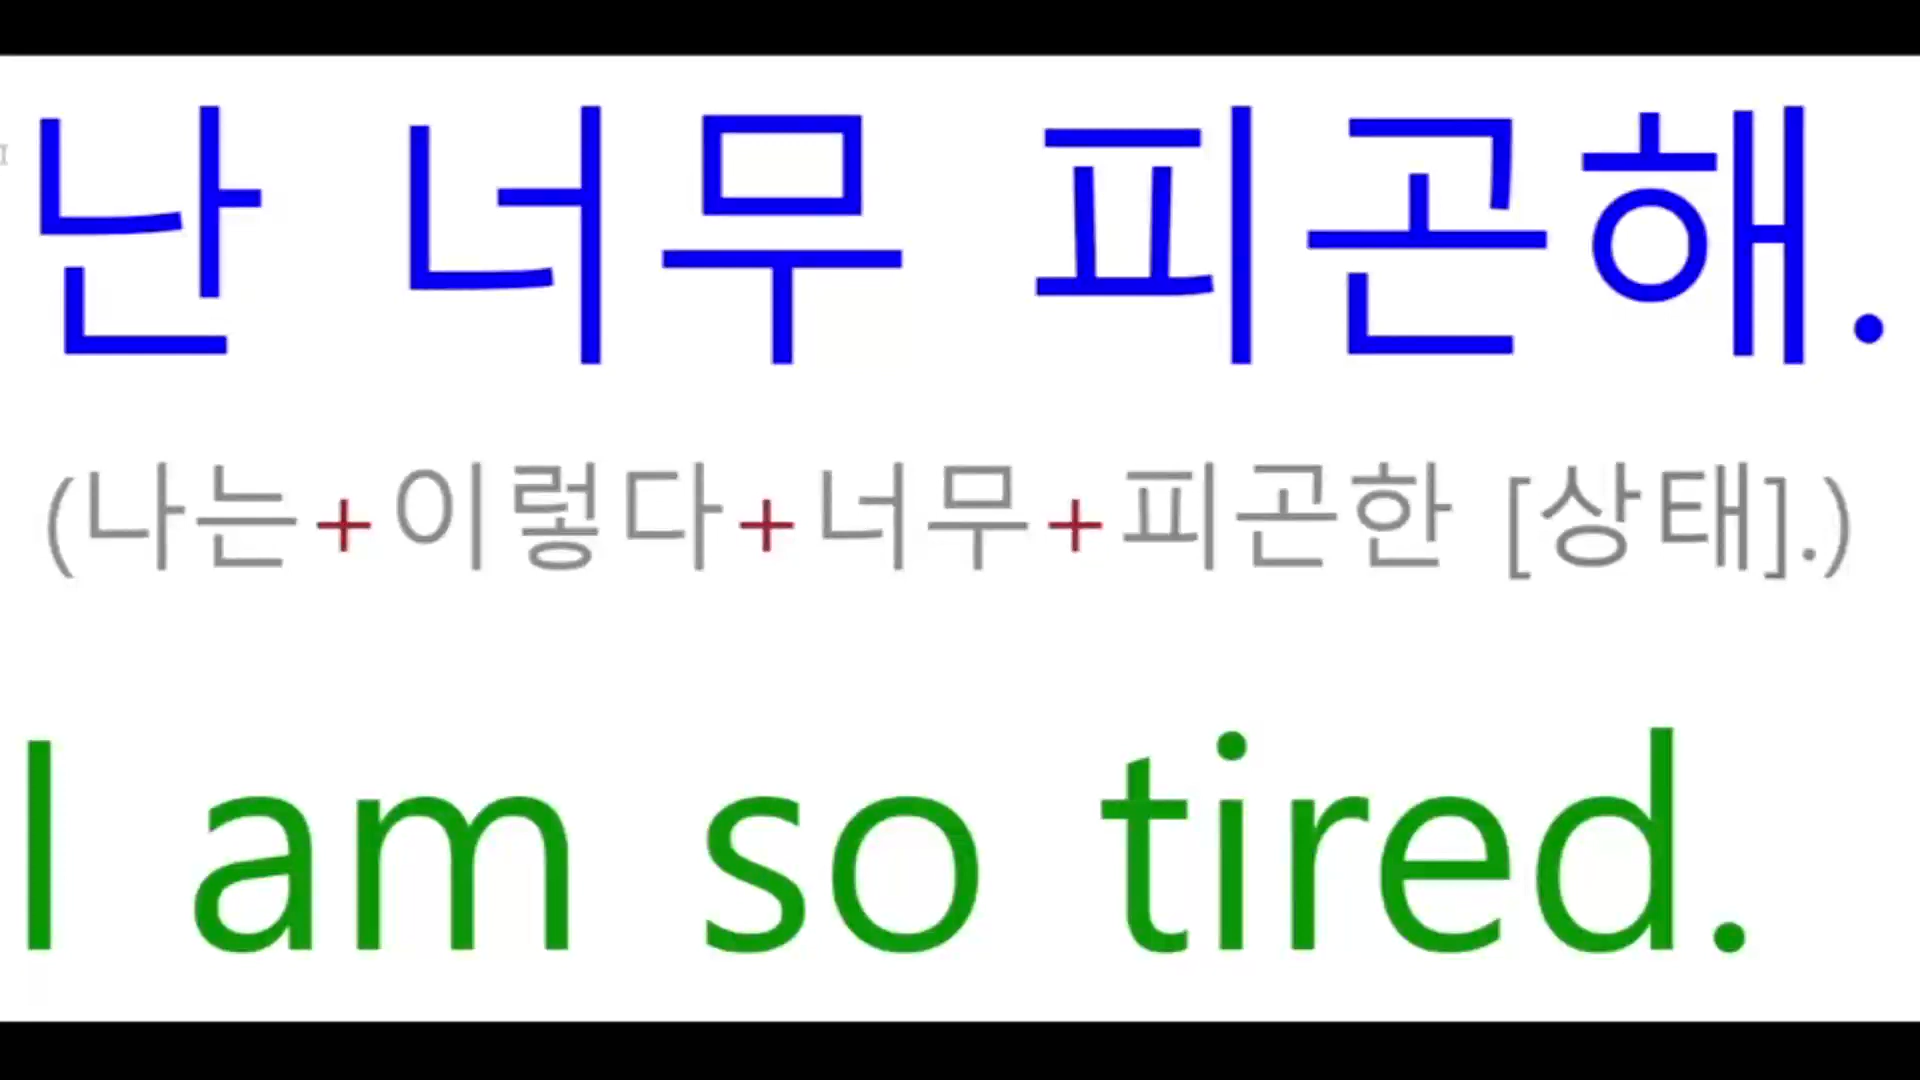 난 너무 피곤해.
(나는+이렇다+너무+피곤한 [상태].)
I am so tired.